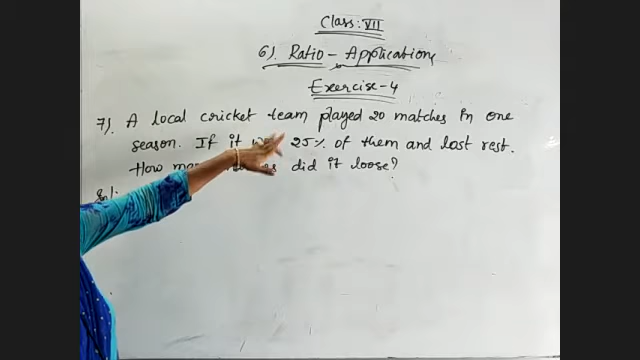 Class: VII
6). Ratio - Applications
Exercise-4
7). A local cricket team played 20 matches in one
season. If it 25% of them and lost rest.
How did it loose?
Sol: